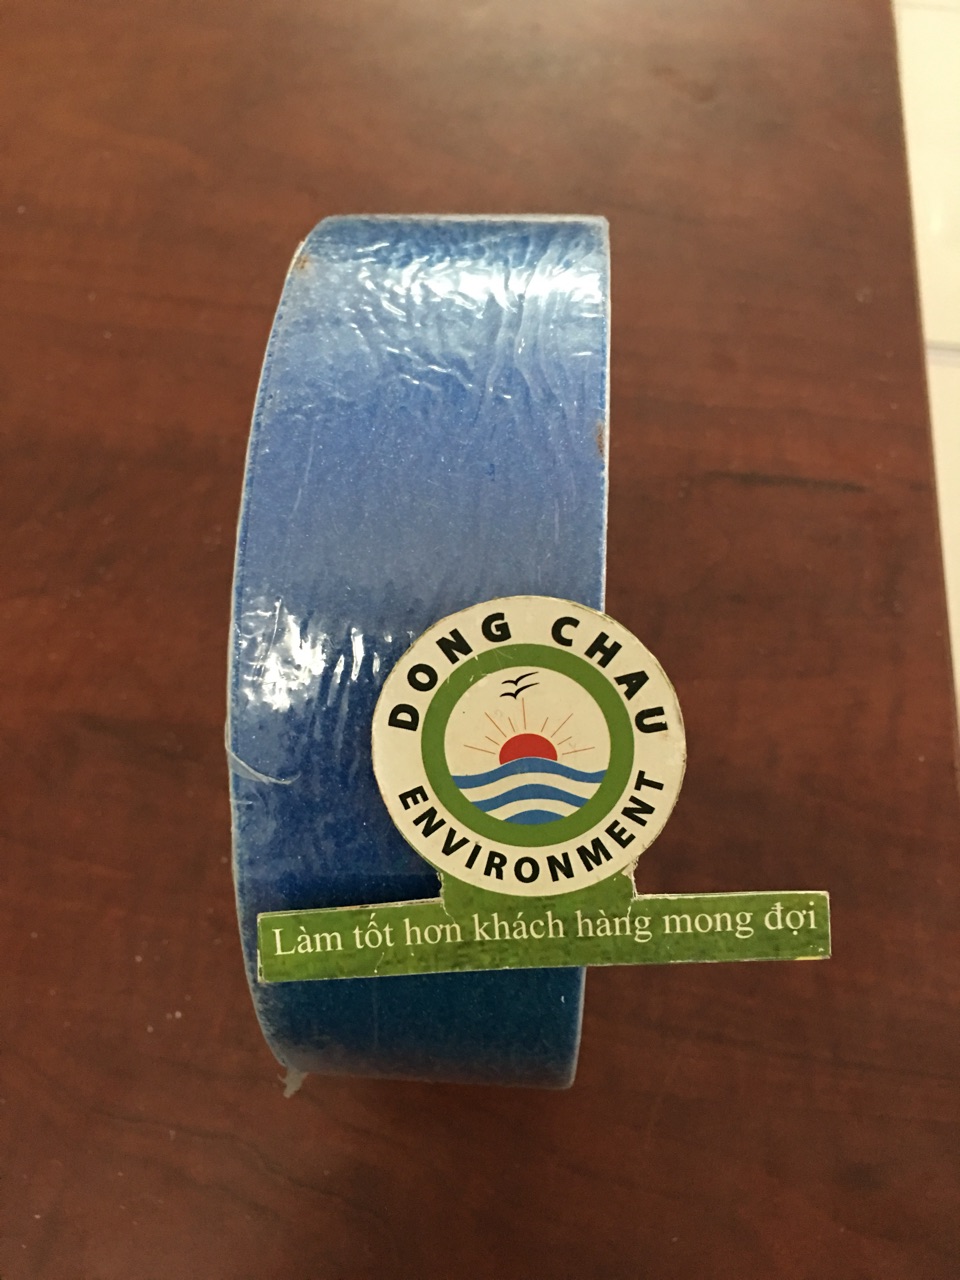 DONG CHAU
ENVIRONMENT
Làm tốt hơn khách hàng mong đợi